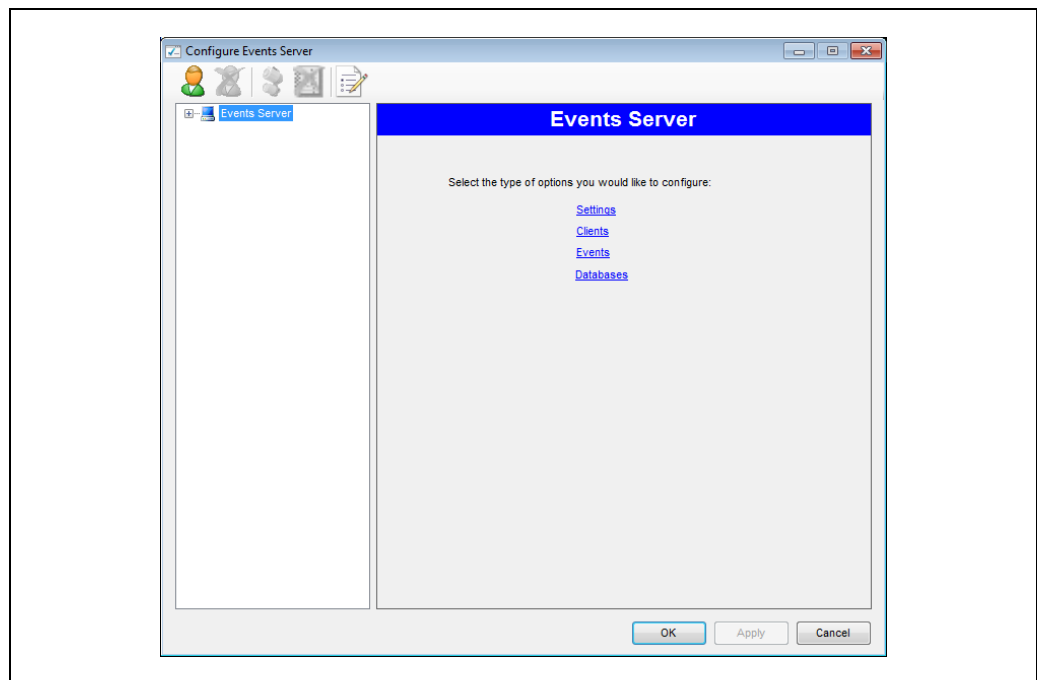 Configure Events Server
Events Server
Events Server
Select the type of options you would like to configure:
Settings
Clients
Events
Databases
OK
Apply
Cancel